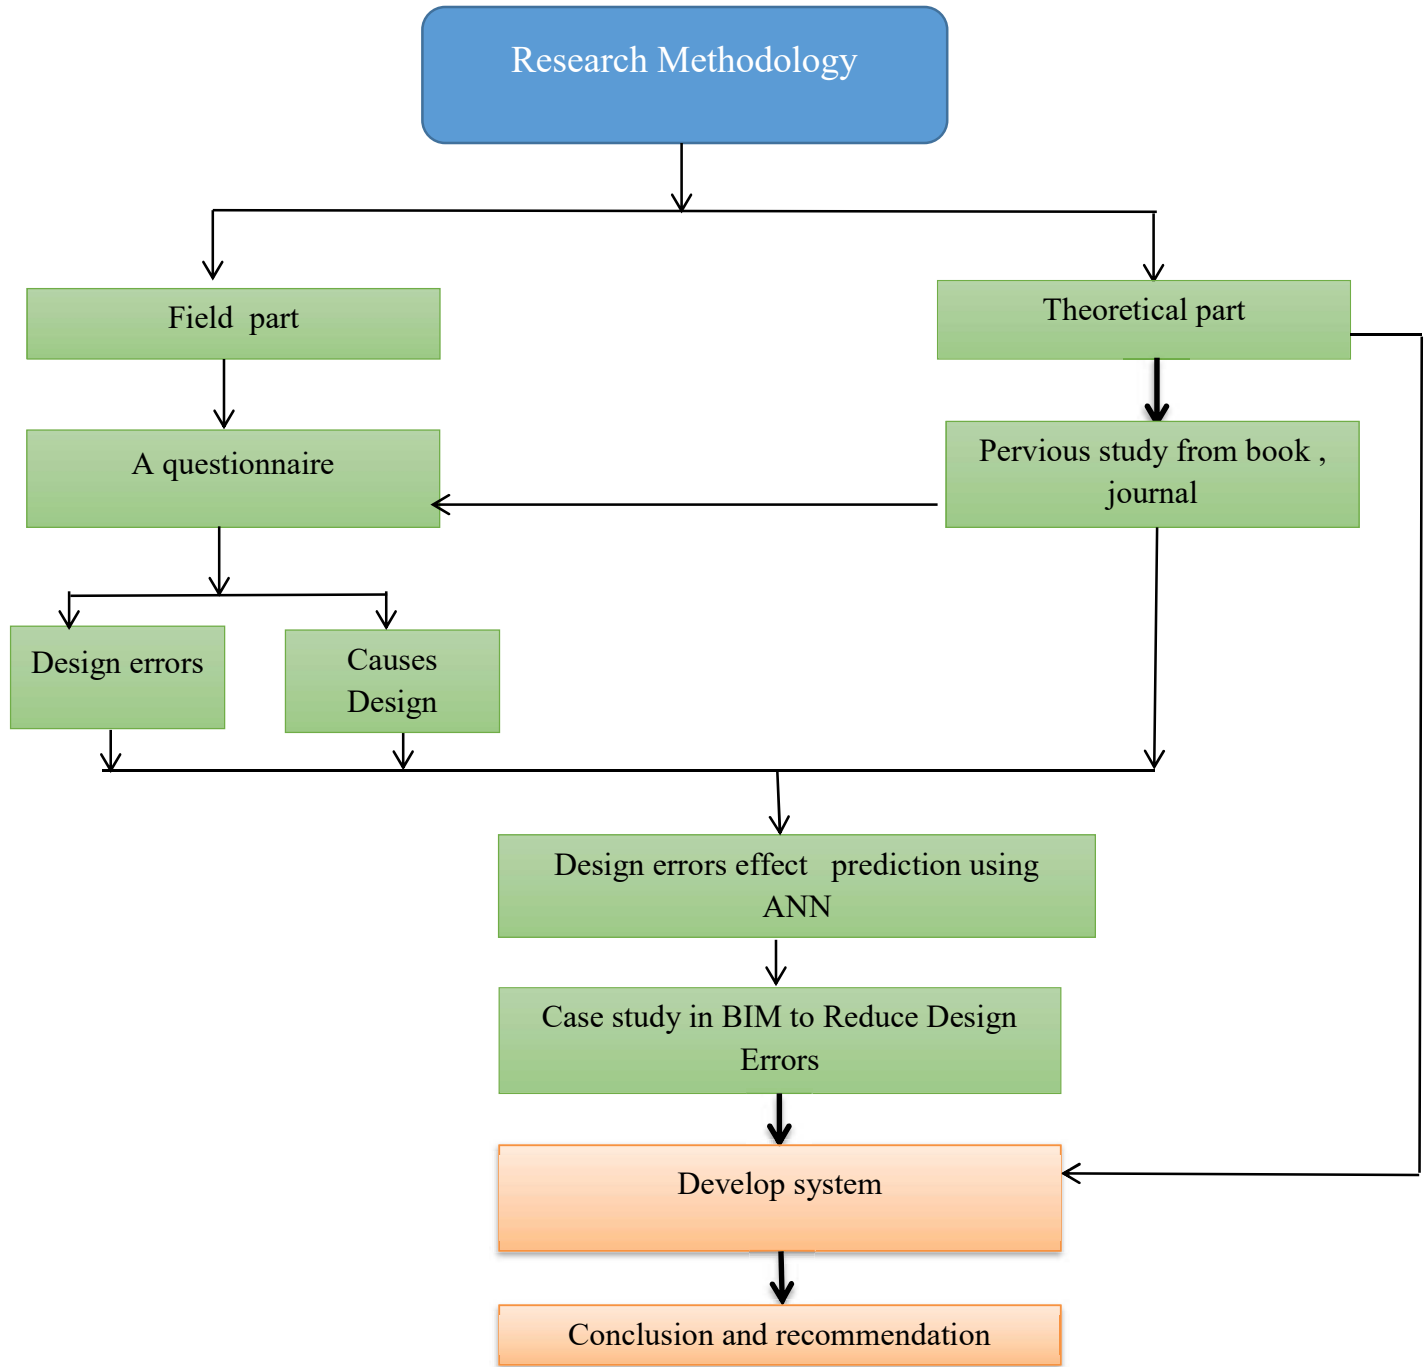 Research Methodology
Field part
Theoretical part
A questionnaire
Pervious study from book ,
journal
Design errors
Causes
Design
Design errors effect prediction using
ANN
Case study in BIM to Reduce Design
Errors
Develop system
Conclusion and recommendation